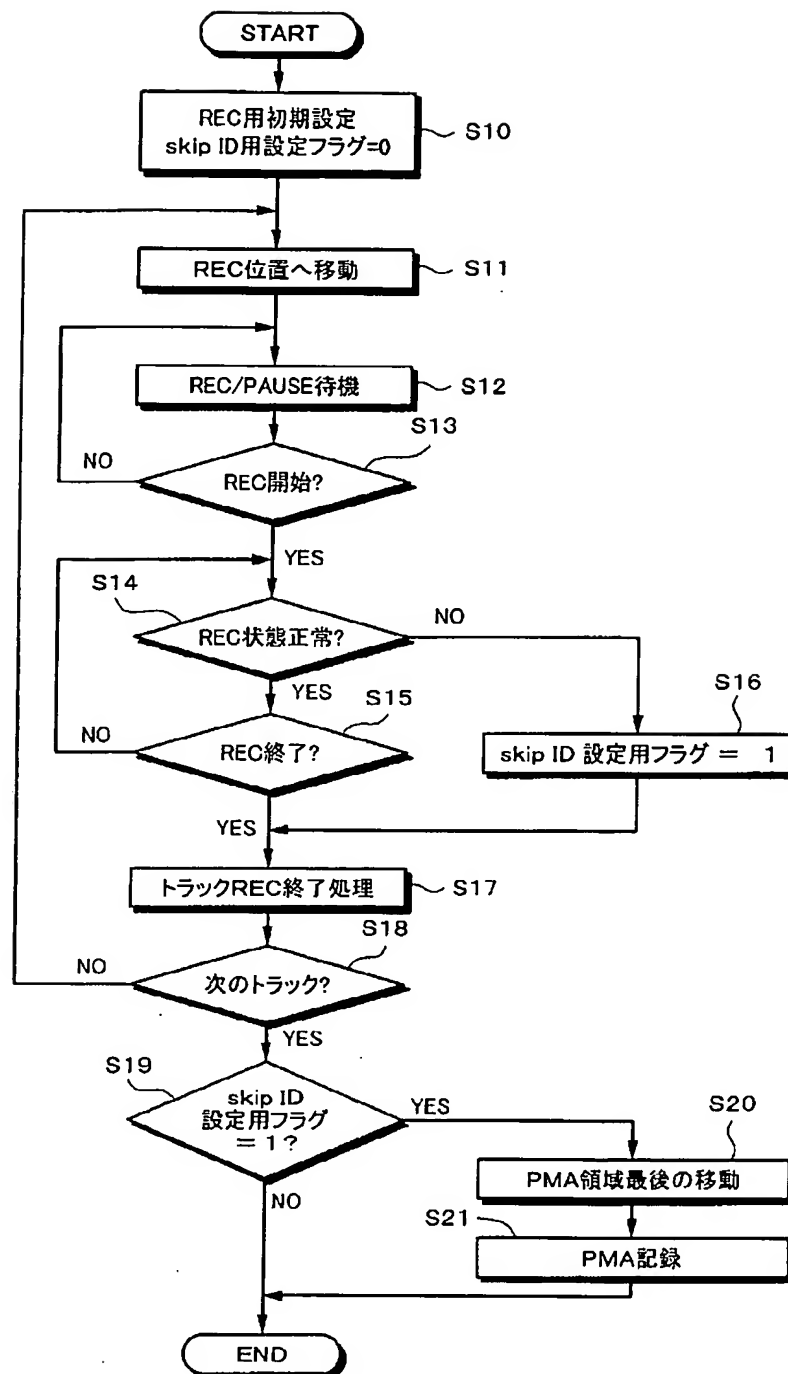 START
REC用初期設定
skip ID用設定フラグ=0
S10
REC位置へ移動
S11
REC/PAUSE待機
S12
S13
NO
REC開始?
YES
S14
REC状態正常?
NO
YES
S15
S16
NO
REC終了?
skip ID 設定用フラグ = 1
YES
トラックREC終了処理
S17
S18
NO
次のトラック?
YES
S19
skip ID
設定用フラグ
= 1?
YES
S20
NO
PMA領域最後の移動
S21
PMA記録
END